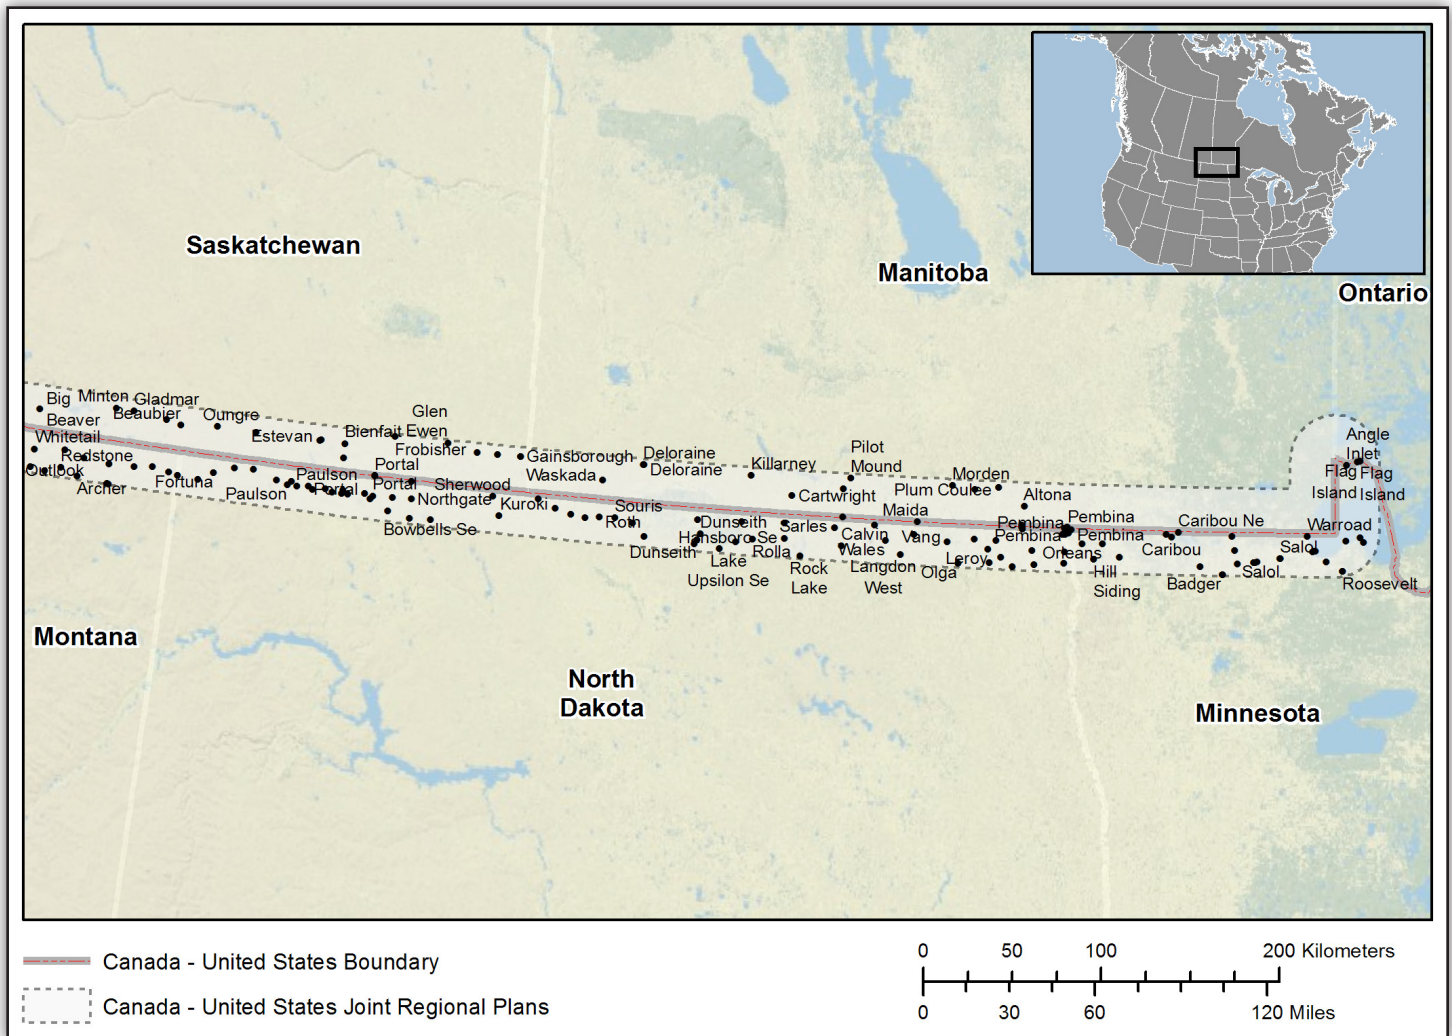 Saskatchewan
Manitoba
Ontario
Big
Beaver
Minton
Gladmar
Beaubier
Oungre
Whitetail
Redstone
Outlook
Archer
Fortuna
Estevan
Bienfait
Glen
Ewen
Frobisher
Paulson
Paulson
Portal
Portal
Portal
Sherwood
Northgate
Bowbells Se
Kuroki
Gainsborough
Waskada
Deloraine
Deloraine
Souris
Roth
Dunseith
Dunseith
Hansboro Se
Lake
Upsilon Se
Rolla
Killarney
Cartwright
Sarles
Rock
Lake
Pilot
Mound
Calvin
Wales
Maida
Vang
Langdon
West
Olga
Plum Coulee
Morden
Leroy
Altona
Pembina
Pembina
Pembina
Pembina
Orleans
Hill
Siding
Caribou Ne
Caribou
Badger
Salol
Salol
Warroad
Roosevelt
Angle
Inlet
Flag
Island
Flag
Island
Montana
North
Dakota
Minnesota
Canada - United States Boundary
Canada - United States Joint Regional Plans
0 50 100 200 Kilometers
0 30 60 120 Miles